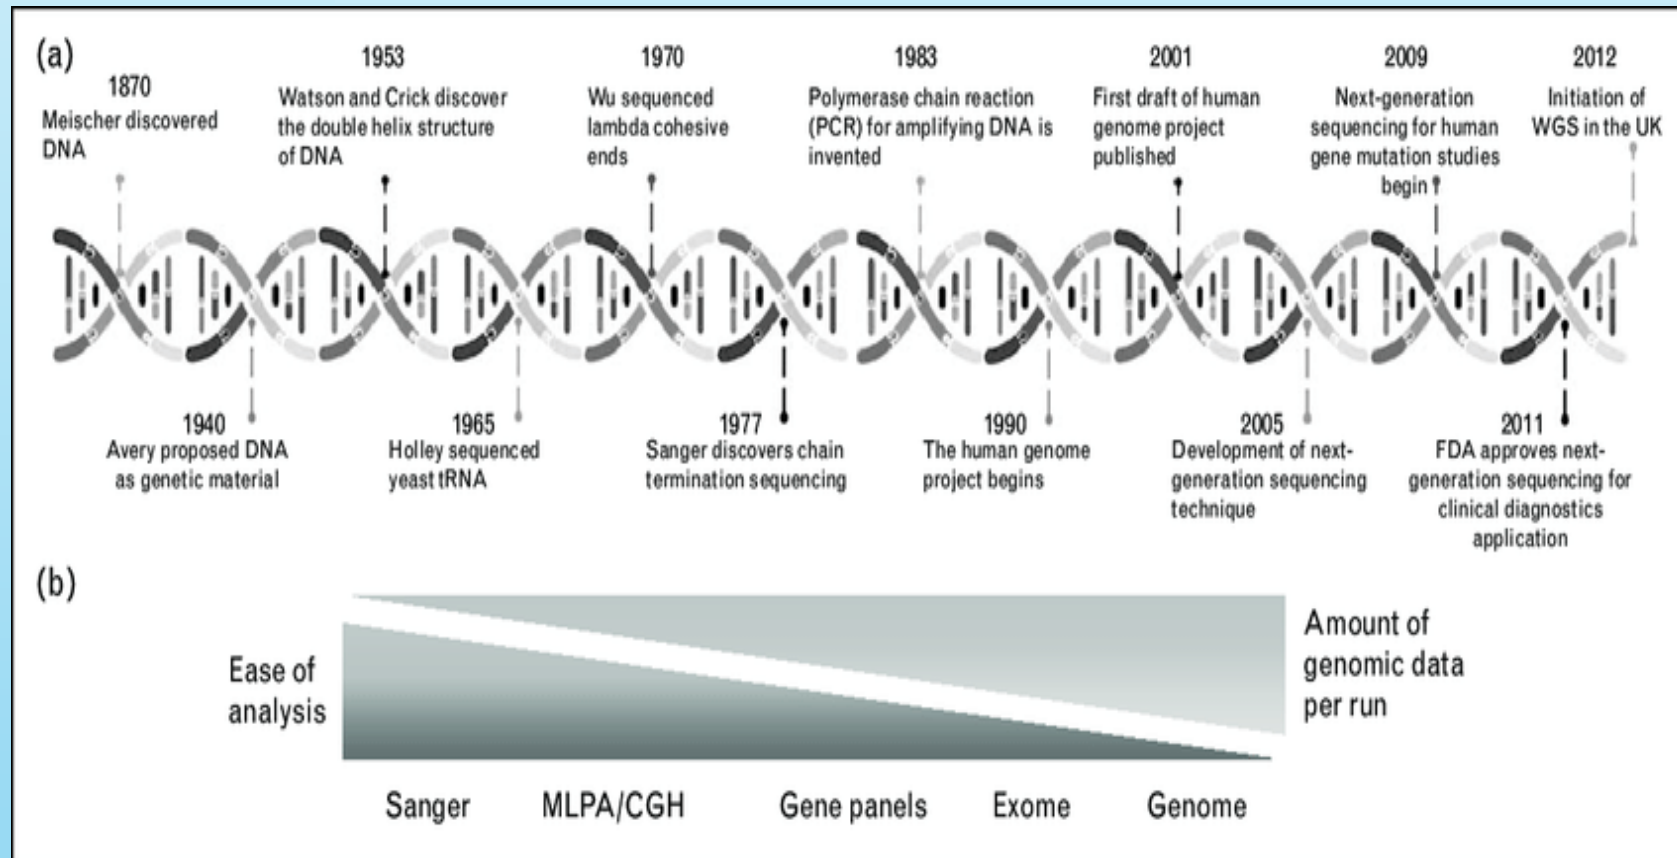 (a)
1870
Meischer discovered
DNA
1953
Watson and Crick discover
the double helix structure
of DNA
1970
Wu sequenced
lambda cohesive
ends
1983
Polymerase chain reaction
(PCR) for amplifying DNA is
invented
2001
First draft of human
genome project
published
2009
Next-generation
sequencing for human
gene mutation studies
begin
2012
Initiation of
WGS in the UK
1940
Avery proposed DNA
as genetic material
1965
Holley sequenced
yeast tRNA
1977
Sanger discovers chain
termination sequencing
1990
The human genome
project begins
2005
Development of next-
generation sequencing
technique
2011
FDA approves next-
generation sequencing for
clinical diagnostics
application
(b)
Ease of
analysis
Amount of
genomic data
per run
Sanger
MLPA/CGH
Gene panels
Exome
Genome